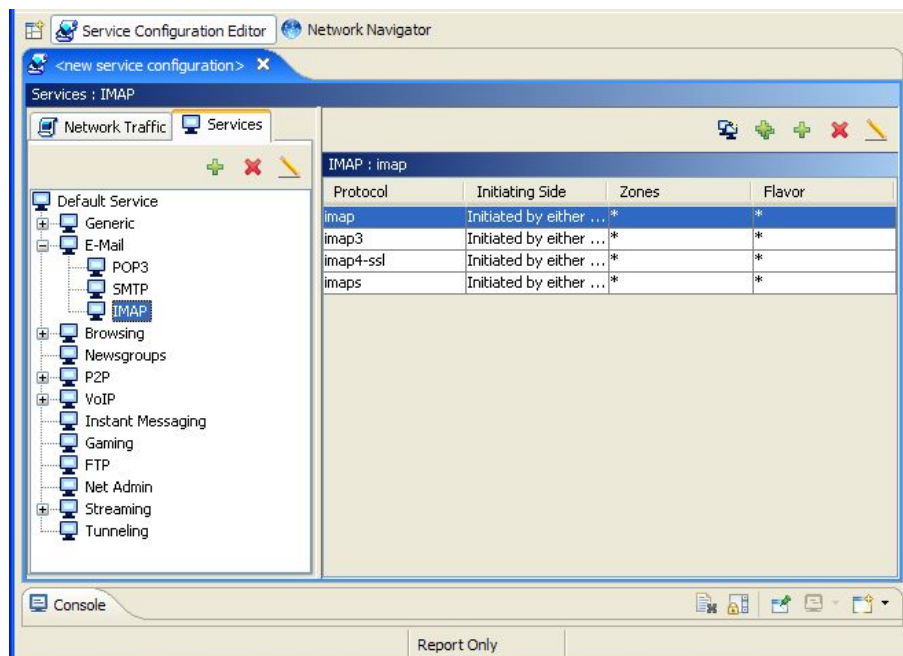 Service Configuration Editor Network Navigator
<new service configuration>
Services : IMAP
Network Traffic Services
IMAP : imap
Protocol Initiating Side Zones Flavor
imap Initiated by either ... * *
imap3 Initiated by either ... * *
imap4-ssl Initiated by either ... * *
imaps Initiated by either ... * *
Default Service
Generic
E-Mail
POP3
SMTP
IMAP
Browsing
Newsgroups
P2P
VoIP
Instant Messaging
Gaming
FTP
Net Admin
Streaming
Tunneling
Console
Report Only